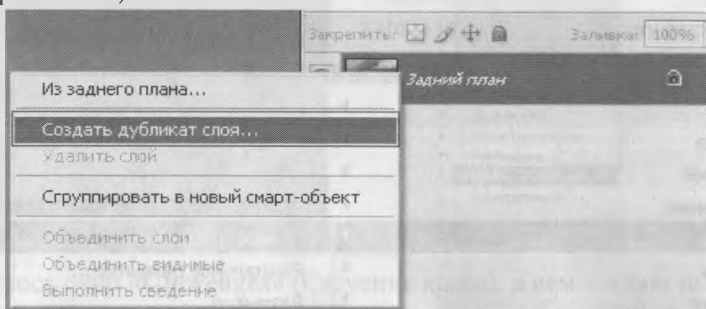 Закрепить: Заливка: 100%
Задний план
Из заднего плана...
Создать дубликат слоя...
Удалить слой
Сгруппировать в новый смарт-объект
Объединить слои
Объединить видимые
Выполнить сведение